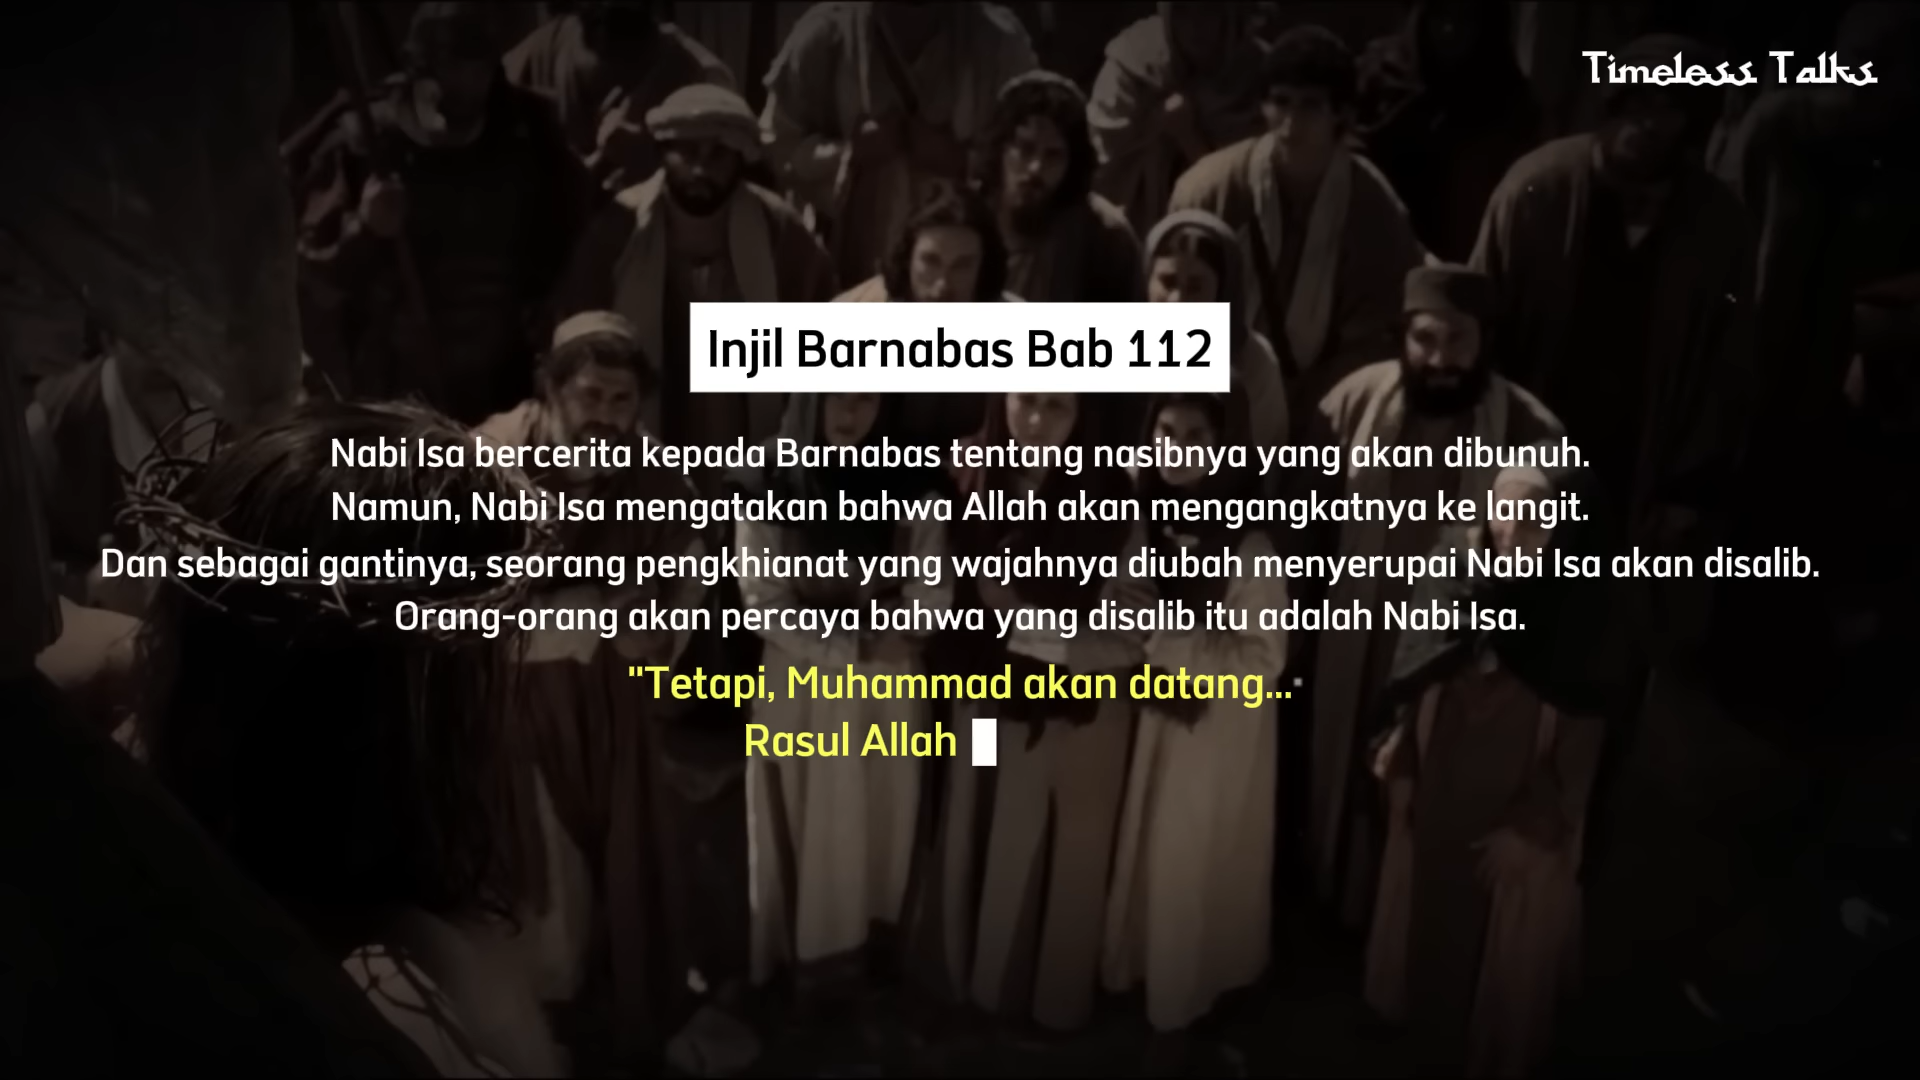 Timeless Talks
Injil Barnabas Bab 112
Nabi Isa bercerita kepada Barnabas tentang nasibnya yang akan dibunuh.
Namun, Nabi Isa mengatakan bahwa Allah akan mengangkatnya ke langit.
Dan sebagai gantinya, seorang pengkhianat yang wajahnya diubah menyerupai Nabi Isa akan disalib.
Orang-orang akan percaya bahwa yang disalib itu adalah Nabi Isa.
"Tetapi, Muhammad akan datang...
Rasul Allah